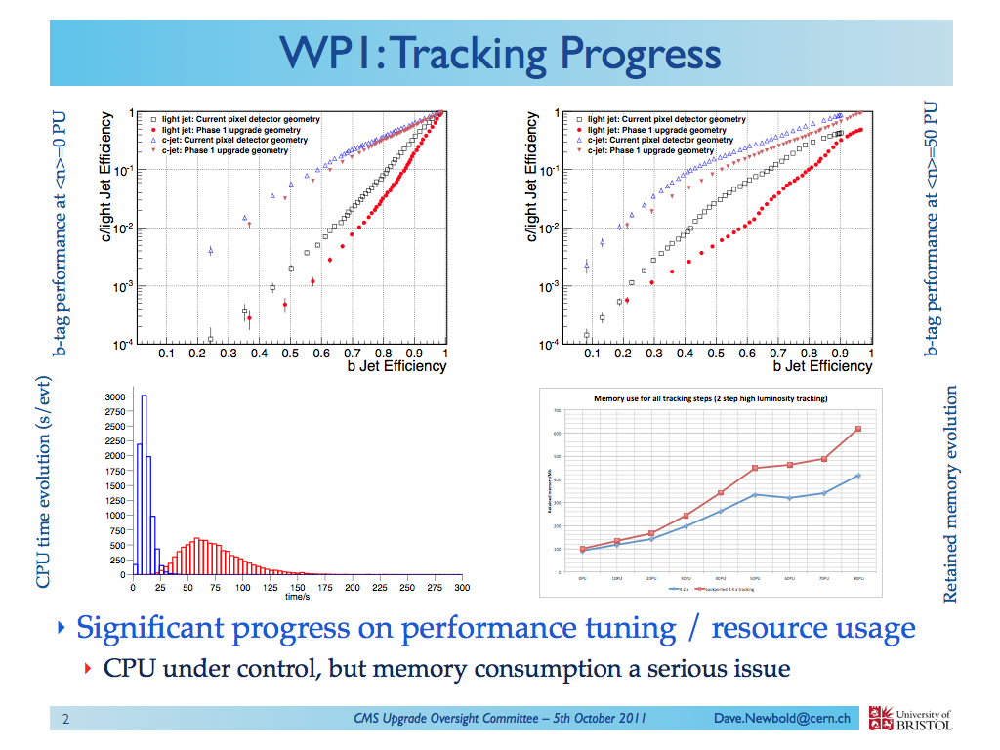 WP1: Tracking Progress
b-tag performance at <n>=0 PU
c/light Jet Efficiency
1
10-1
10-2
10-3
10-4
light jet: Current pixel detector geometry
light jet: Phase 1 upgrade geometry
c-jet: Current pixel detector geometry
c-jet: Phase 1 upgrade geometry
0.1 0.2 0.3 0.4 0.5 0.6 0.7 0.8 0.9 1
b Jet Efficiency
c/light Jet Efficiency
1
10-1
10-2
10-3
10-4
light jet: Current pixel detector geometry
light jet: Phase 1 upgrade geometry
c-jet: Current pixel detector geometry
c-jet: Phase 1 upgrade geometry
0.1 0.2 0.3 0.4 0.5 0.6 0.7 0.8 0.9 1
b Jet Efficiency
b-tag performance at <n>=50 PU
CPU time evolution (s/evt)
3000
2750
2500
2250
2000
1750
1500
1250
1000
750
500
250
0
0 25 50 75 100 125 150 175 200 225 250 275 300
time/s
Memory use for all tracking steps (2 step high luminosity tracking)
Retained memory/Mb
700
600
500
400
300
200
100
0
0PU 10PU 20PU 30PU 40PU 50PU 60PU 70PU 80PU
4.2.x backported 4.4.x tracking
Retained memory evolution
Significant progress on performance tuning / resource usage
CPU under control, but memory consumption a serious issue
2 CMS Upgrade Oversight Committee – 5th October 2011 Dave.Newbold@cern.ch
University of
BRISTOL